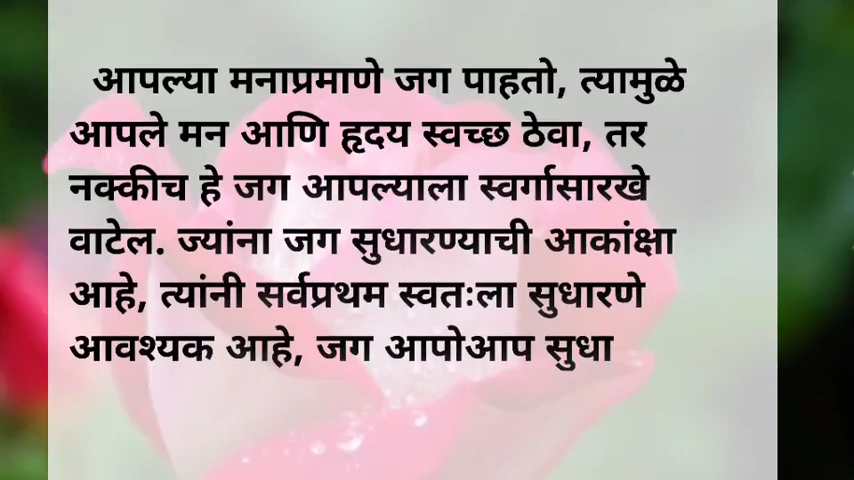 आपल्या मनाप्रमाणे जग पाहतो, त्यामुळे
आपले मन आणि हृदय स्वच्छ ठेवा, तर
नक्कीच हे जग आपल्याला स्वर्गासारखे
वाटेल. ज्यांना जग सुधारण्याची आकांक्षा
आहे, त्यांनी सर्वप्रथम स्वतःला सुधारणे
आवश्यक आहे, जग आपोआप सुधा